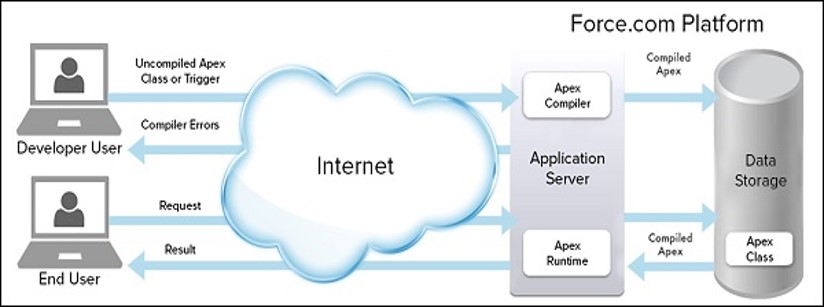 Force.com Platform
Uncompiled Apex
Class or Trigger
Compiler Errors
Developer User
Request
Result
End User
Internet
Apex
Compiler
Application
Server
Apex
Runtime
Compiled
Apex
Compiled
Apex
Data
Storage
Apex
Class